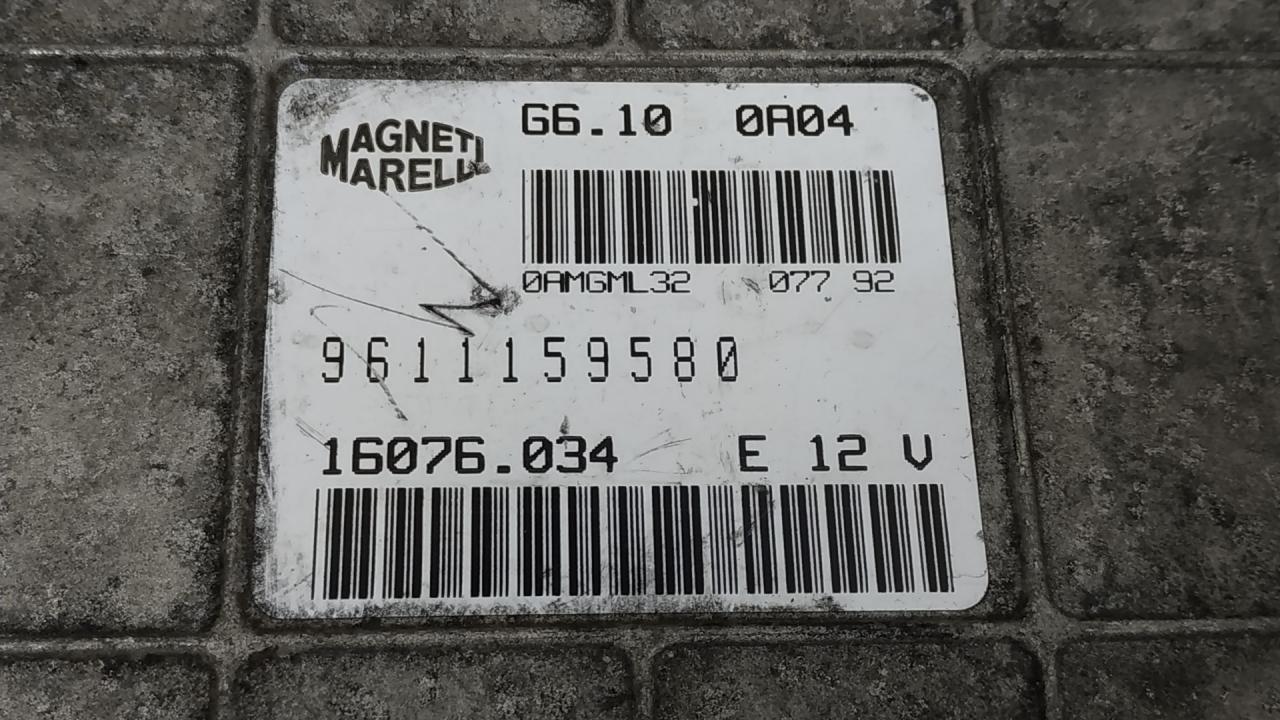 MAGNETI
MARELLI
G6.10 0A04
0AMGML32 077 92
9611159580
16076.034 E 12 V